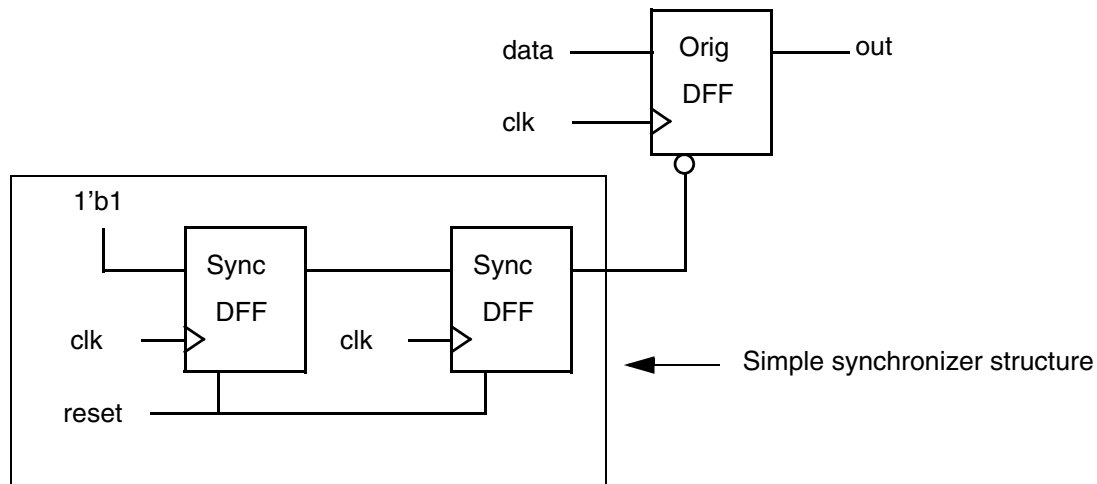 data
Orig
DFF
out
clk
1’b1
Sync
DFF
clk
Sync
DFF
clk
reset
Simple synchronizer structure